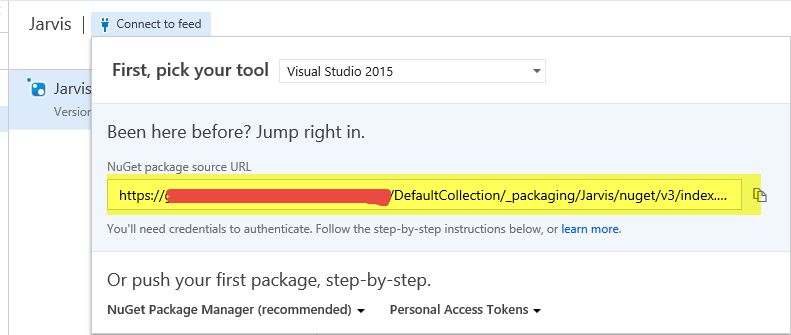 Jarvis | Connect to feed
First, pick your tool Visual Studio 2015
Jarvis
Version
Been here before? Jump right in.
NuGet package source URL
https:// /DefaultCollection/_packaging/Jarvis/nuget/v3/index....
You'll need credentials to authenticate. Follow the step-by-step instructions below, or learn more.
Or push your first package, step-by-step.
NuGet Package Manager (recommended) Personal Access Tokens